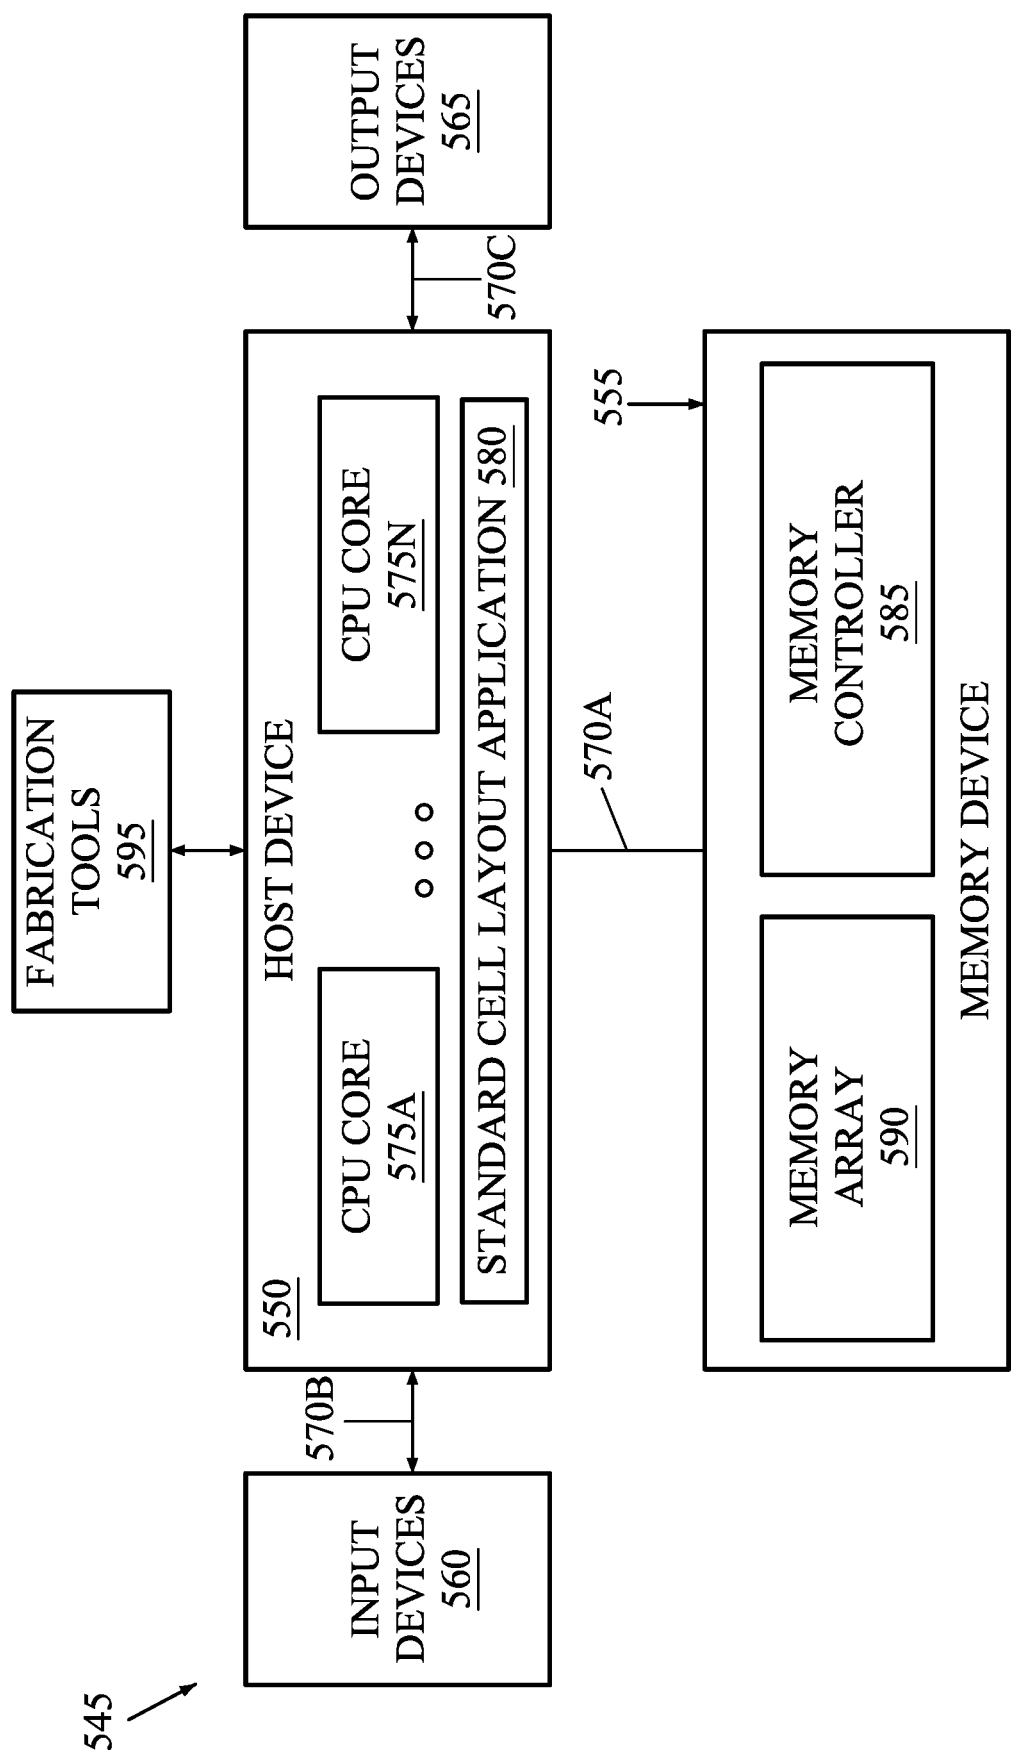 545
FABRICATION
TOOLS
595
HOST DEVICE
550
CPU CORE
575A
CPU CORE
575N
STANDARD CELL LAYOUT APPLICATION 580
INPUT
DEVICES
560
570B
OUTPUT
DEVICES
565
570C
570A
555
MEMORY
ARRAY
590
MEMORY
CONTROLLER
585
MEMORY DEVICE